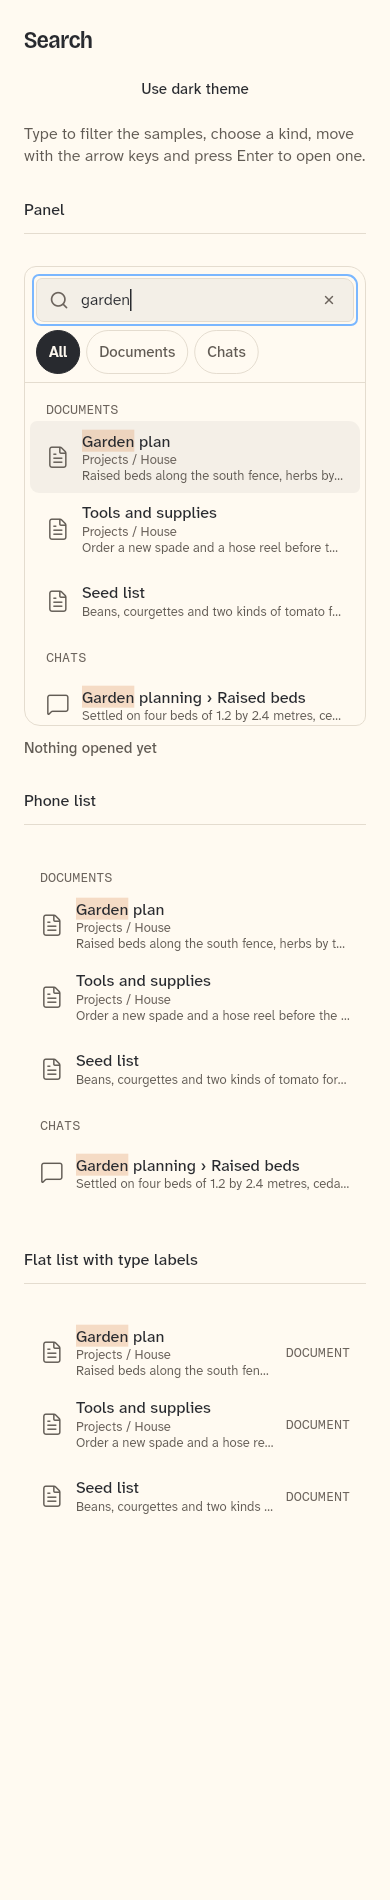 Search
Use dark theme
Type to filter the samples, choose a kind, move
with the arrow keys and press Enter to open one.
Panel
garden
All
Documents
Chats
DOCUMENTS
Garden plan
Projects / House
Raised beds along the south fence, herbs by...
Tools and supplies
Projects / House
Order a new spade and a hose reel before t...
Seed list
Beans, courgettes and two kinds of tomato f...
CHATS
Garden planning › Raised beds
Settled on four beds of 1.2 by 2.4 metres, ce...
Nothing opened yet
Phone list
DOCUMENTS
Garden plan
Projects / House
Raised beds along the south fence, herbs by t...
Tools and supplies
Projects / House
Order a new spade and a hose reel before the ...
Seed list
Beans, courgettes and two kinds of tomato for...
CHATS
Garden planning › Raised beds
Settled on four beds of 1.2 by 2.4 metres, ceda...
Flat list with type labels
Garden plan
Projects / House
Raised beds along the south fen...
DOCUMENT
Tools and supplies
Projects / House
Order a new spade and a hose re...
DOCUMENT
Seed list
Beans, courgettes and two kinds ...
DOCUMENT